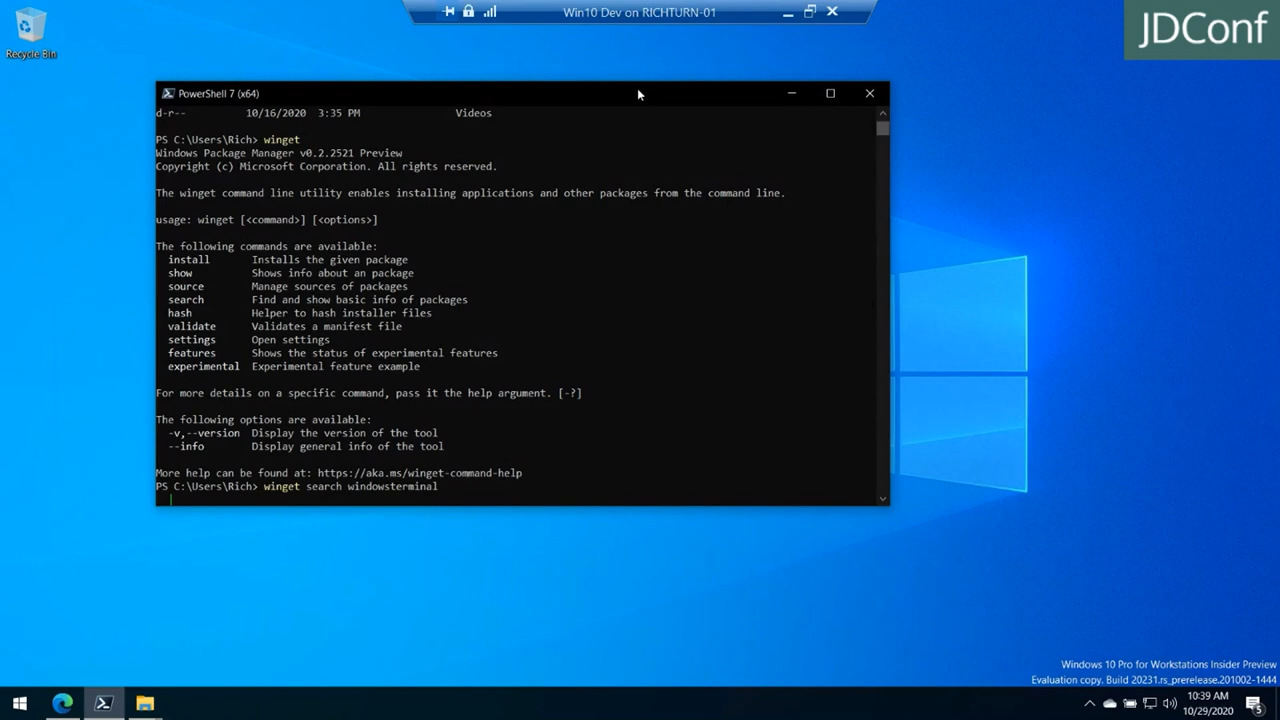 Win10 Dev on RICHTURN-01
JDConf
Recycle Bin
PowerShell 7 (x64)
d-r-- 10/16/2020 3:35 PM Videos
PS C:\Users\Rich> winget
Windows Package Manager v0.2.2521 Preview
Copyright (c) Microsoft Corporation. All rights reserved.
The winget command line utility enables installing applications and other packages from the command line.
usage: winget [<command>] [<options>]
The following commands are available:
install Installs the given package
show Shows info about an package
source Manage sources of packages
search Find and show basic info of packages
hash Helper to hash installer files
validate Validates a manifest file
settings Open settings
features Shows the status of experimental features
experimental Experimental feature example
For more details on a specific command, pass it the help argument. [-?]
The following options are available:
-v,--version Display the version of the tool
--info Display general info of the tool
More help can be found at: https://aka.ms/winget-command-help
PS C:\Users\Rich> winget search windowsterminal
Windows 10 Pro for Workstations Insider Preview
Evaluation copy. Build 20231.rs_prerelease.201002-1444
10:39 AM
10/29/2020
5